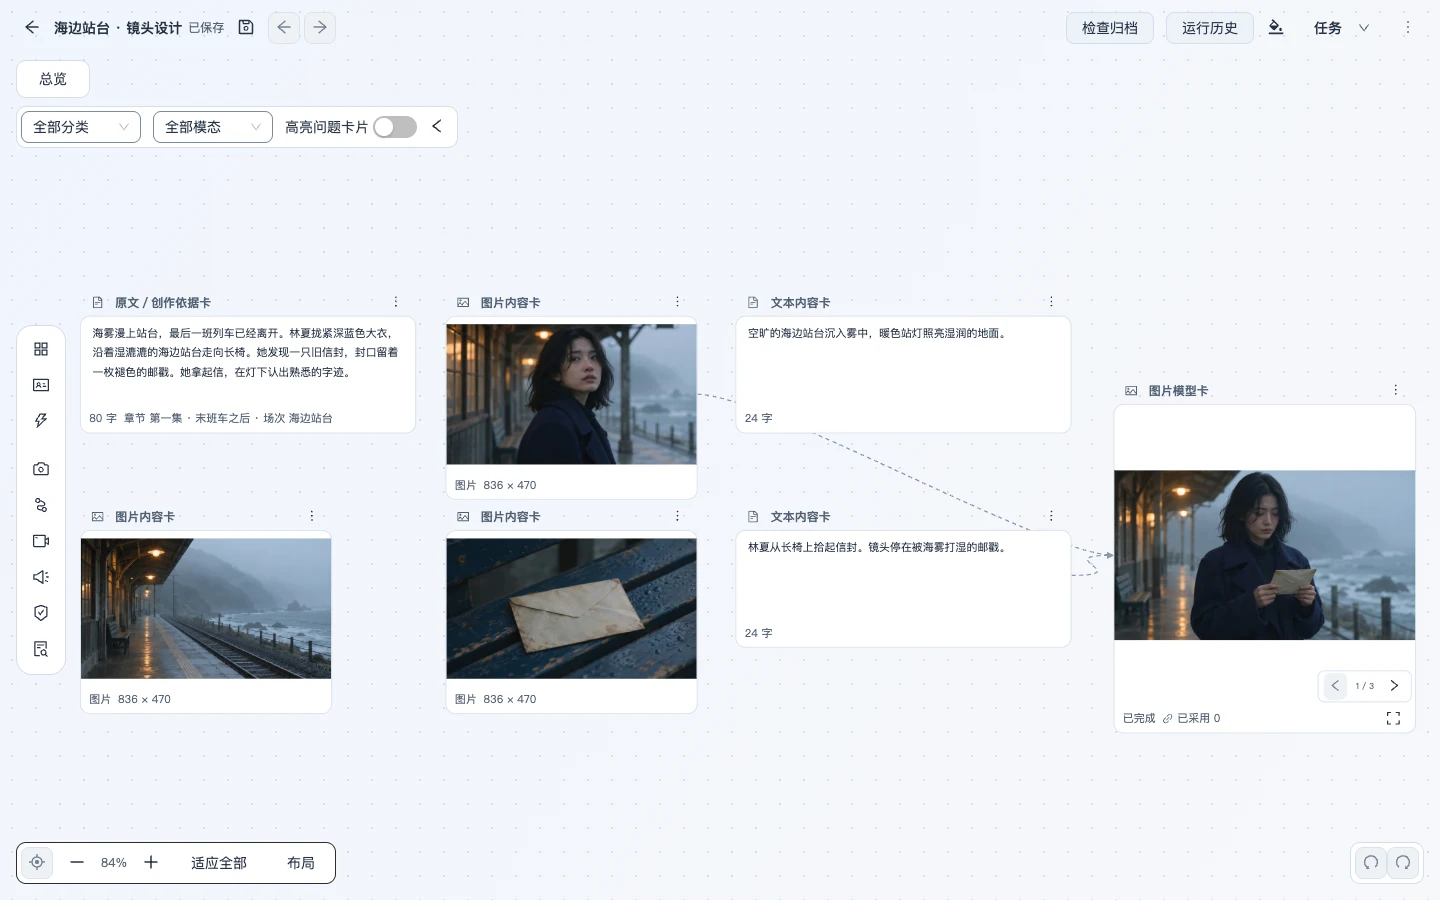 海边站台 · 镜头设计 已保存
检查归档
运行历史
任务
总览
全部分类
全部模态
高亮问题卡片
原文 / 创作依据卡
海雾漫上站台，最后一班列车已经离开。林夏拢紧深蓝色大衣，
沿着湿漉漉的海边站台走向长椅。她发现一只旧信封，封口留着
一枚褪色的邮戳。她拿起信，在灯下认出熟悉的字迹。
80 字 章节 第一集 · 末班车之后 · 场次 海边站台
图片内容卡
图片 836 × 470
文本内容卡
空旷的海边站台沉入雾中，暖色站灯照亮湿润的地面。
24 字
图片模型卡
1 / 3
已完成 已采用 0
图片内容卡
图片 836 × 470
图片内容卡
图片 836 × 470
文本内容卡
林夏从长椅上拾起信封。镜头停在被海雾打湿的邮戳。
24 字
84%
适应全部
布局